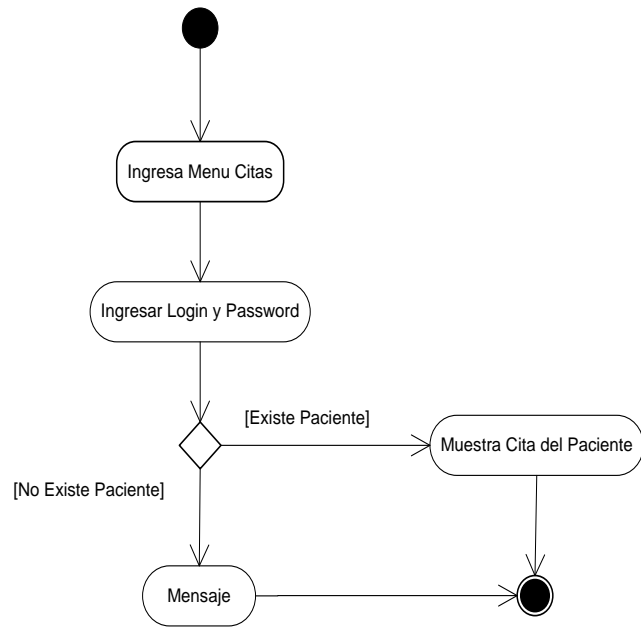 Ingresa Menu Citas
Ingresar Login y Password
[Existe Paciente]
Muestra Cita del Paciente
[No Existe Paciente]
Mensaje